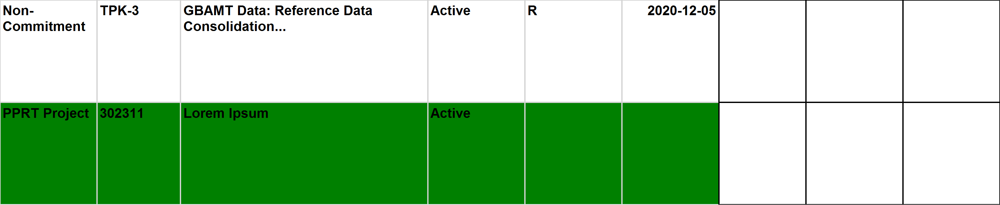 Non-
Commitment
TPK-3
GBAMT Data: Reference Data
Consolidation...
Active
R
2020-12-05
PPRT Project
302311
Lorem Ipsum
Active